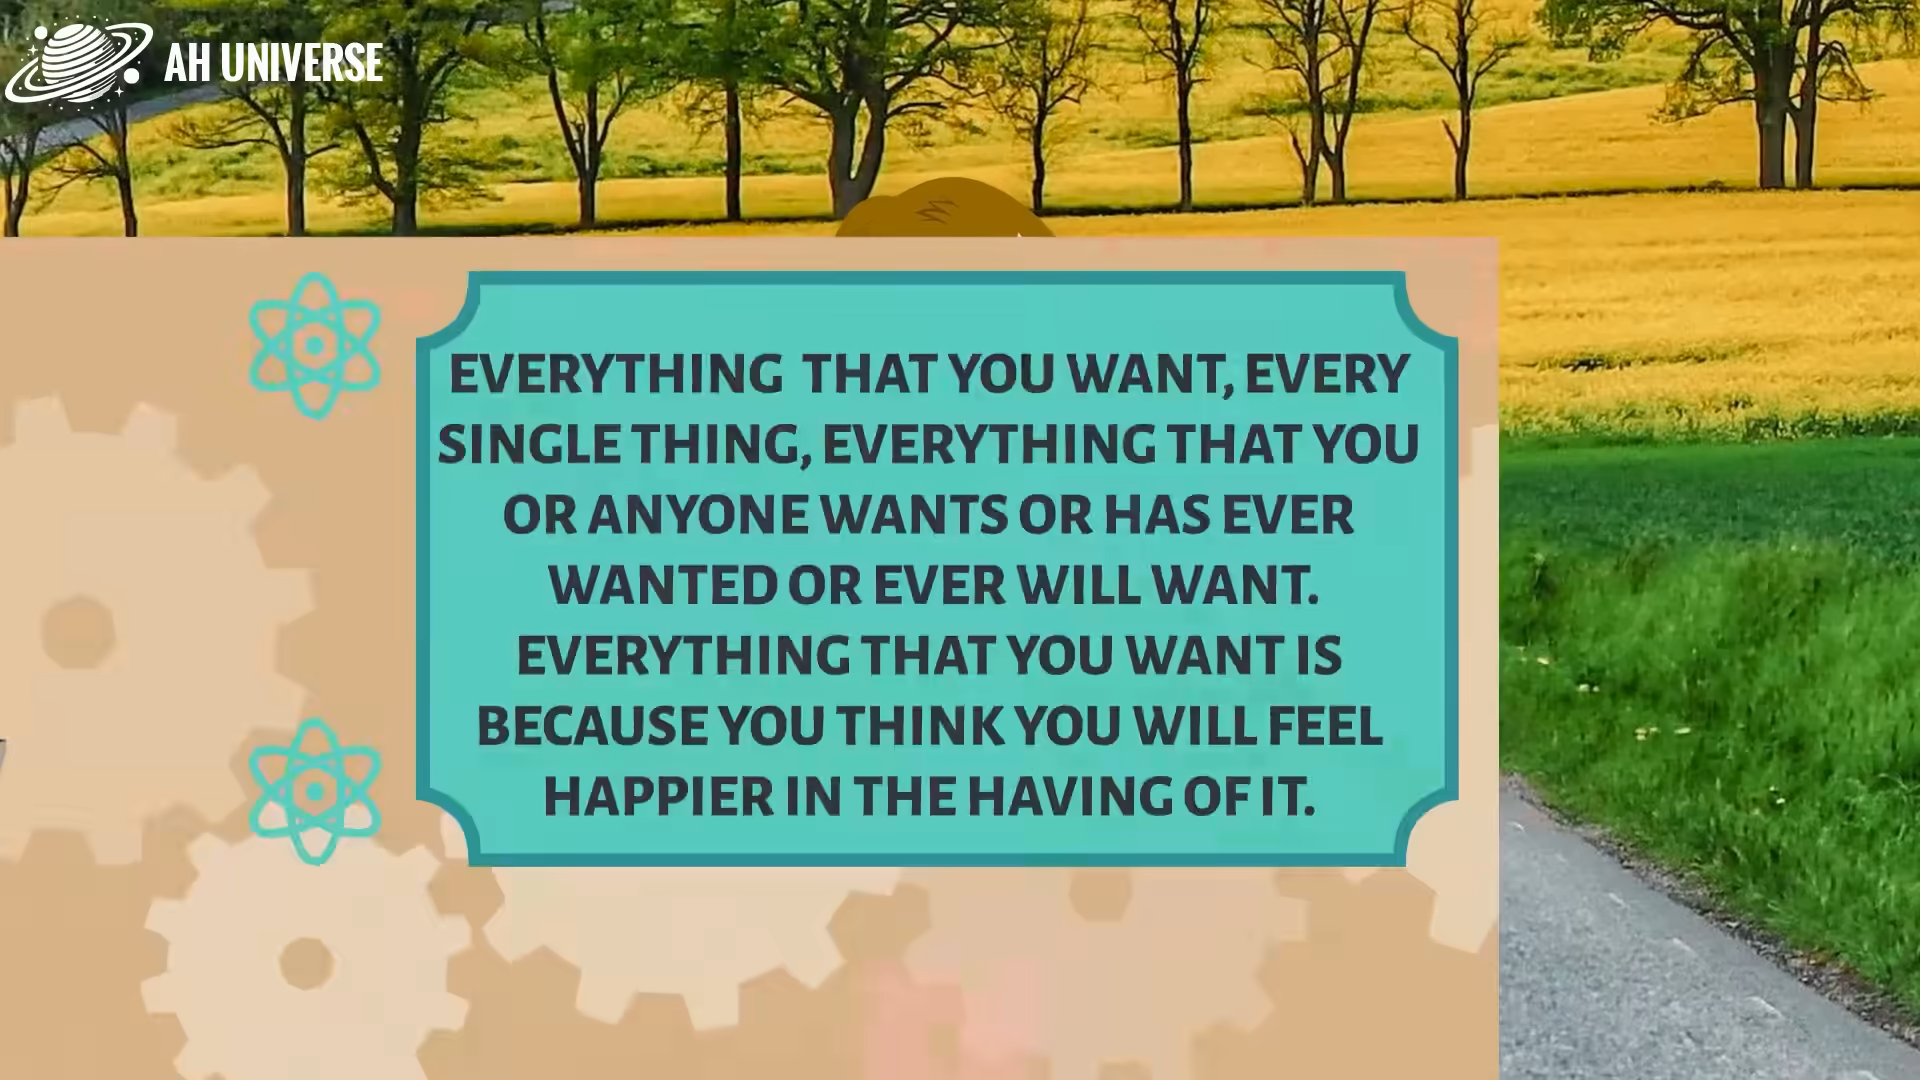 AH UNIVERSE
EVERYTHING THAT YOU WANT, EVERY
SINGLE THING, EVERYTHING THAT YOU
OR ANYONE WANTS OR HAS EVER
WANTED OR EVER WILL WANT.
EVERYTHING THAT YOU WANT IS
BECAUSE YOU THINK YOU WILL FEEL
HAPPIER IN THE HAVING OF IT.